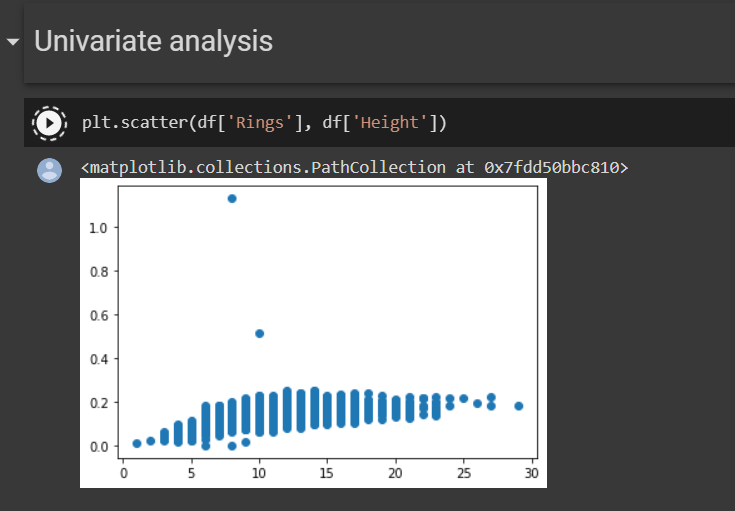 Univariate analysis
plt.scatter(df['Rings'], df['Height'])
<matplotlib.collections.PathCollection at 0x7fdd50bbc810>
1.0
0.8
0.6
0.4
0.2
0.0
0 5 10 15 20 25 30